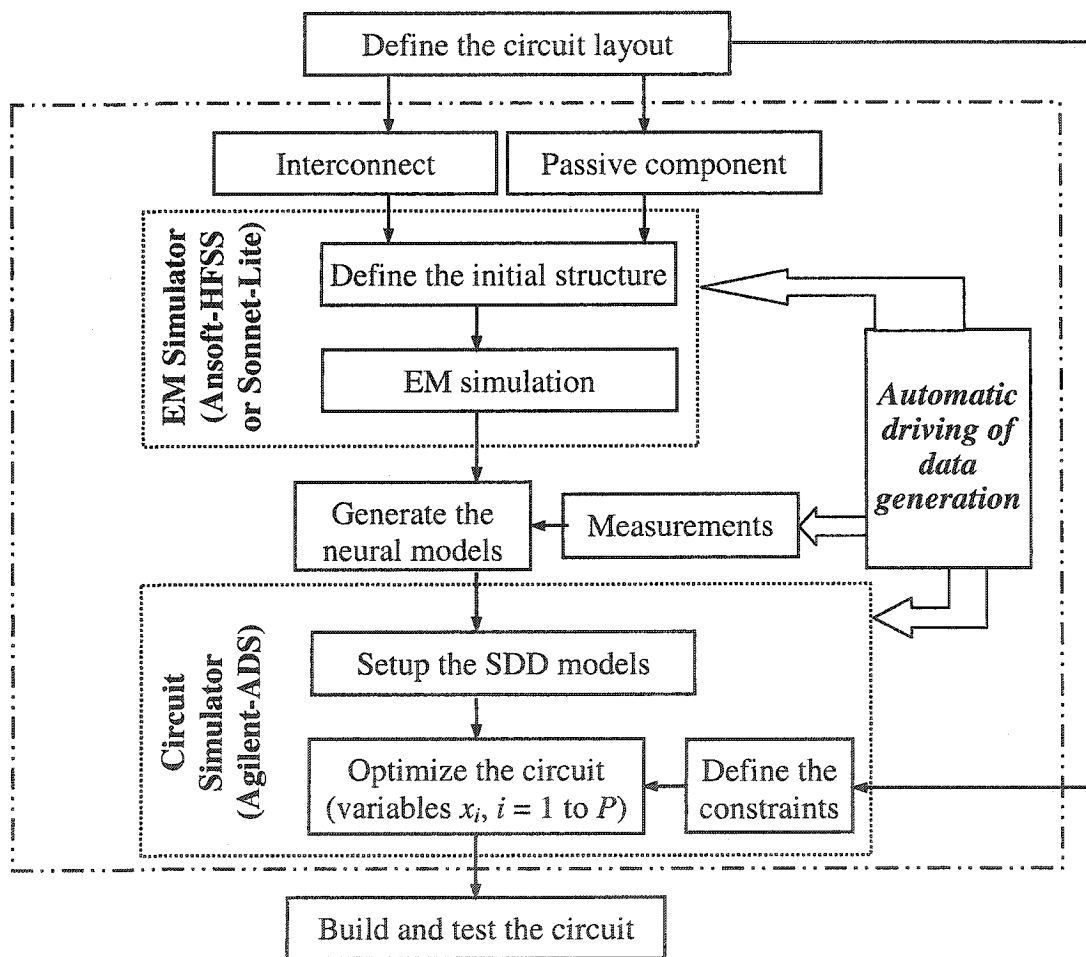 Define the circuit layout
Interconnect
Passive component
EM Simulator
(Ansoft-HFSS
or Sonnet-Lite)
Define the initial structure
EM simulation
Automatic
driving of
data
generation
Generate the
neural models
Measurements
Circuit
Simulator
(Agilent-ADS)
Setup the SDD models
Optimize the circuit
(variables xᵢ, i = 1 to P)
Define the
constraints
Build and test the circuit